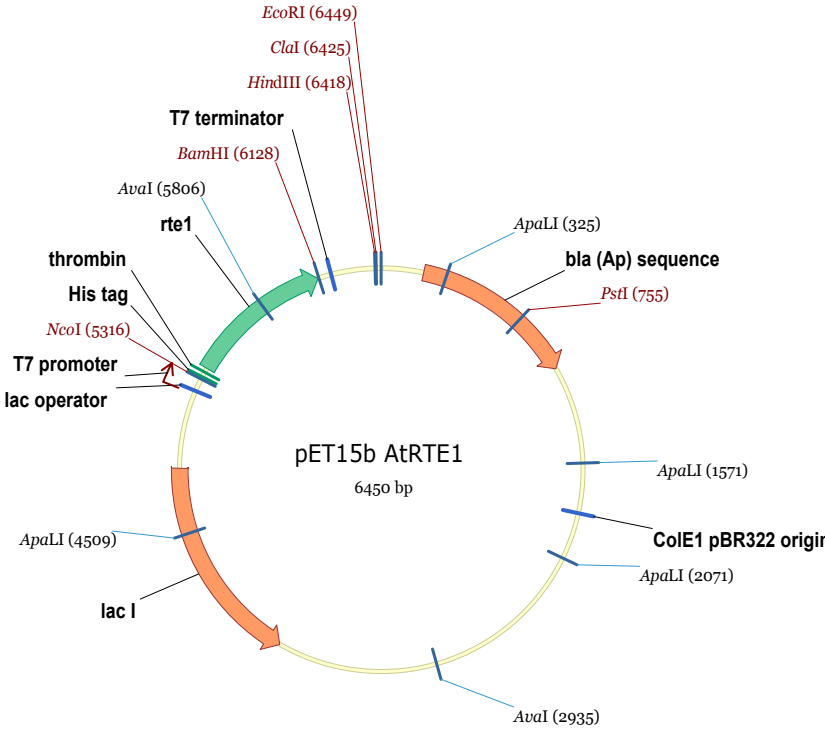 EcoRI (6449)
ClaI (6425)
HindIII (6418)
T7 terminator
BamHI (6128)
AvaI (5806)
rte1
thrombin
His tag
NcoI (5316)
T7 promoter
lac operator
ApaLI (325)
bla (Ap) sequence
PstI (755)
pET15b AtRTE1
6450 bp
ApaLI (1571)
ColE1 pBR322 origin
ApaLI (2071)
ApaLI (4509)
lac I
AvaI (2935)